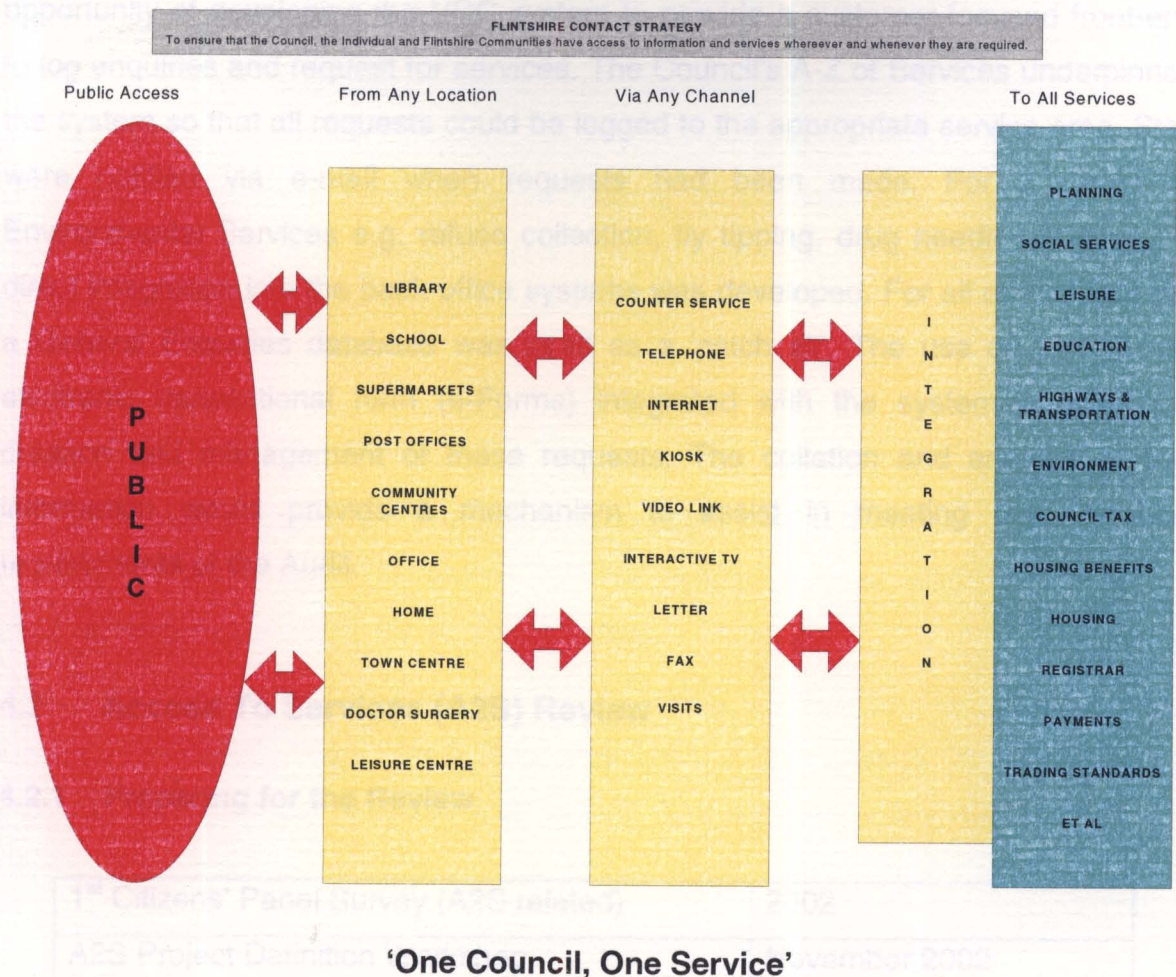 FLINTSHIRE CONTACT STRATEGY
To ensure that the Council, the Individual and Flintshire Communities have access to information and services whereever and whenever they are required.
Public Access
From Any Location
Via Any Channel
To All Services
PUBLIC
LIBRARY
SCHOOL
SUPERMARKETS
POST OFFICES
COMMUNITY
CENTRES
OFFICE
HOME
TOWN CENTRE
DOCTOR SURGERY
LEISURE CENTRE
COUNTER SERVICE
TELEPHONE
INTERNET
KIOSK
VIDEO LINK
INTERACTIVE TV
LETTER
FAX
VISITS
INTEGRATION
PLANNING
SOCIAL SERVICES
LEISURE
EDUCATION
HIGHWAYS &
TRANSPORTATION
ENVIRONMENT
COUNCIL TAX
HOUSING BENEFITS
HOUSING
REGISTRAR
PAYMENTS
TRADING STANDARDS
ET AL
'One Council, One Service'